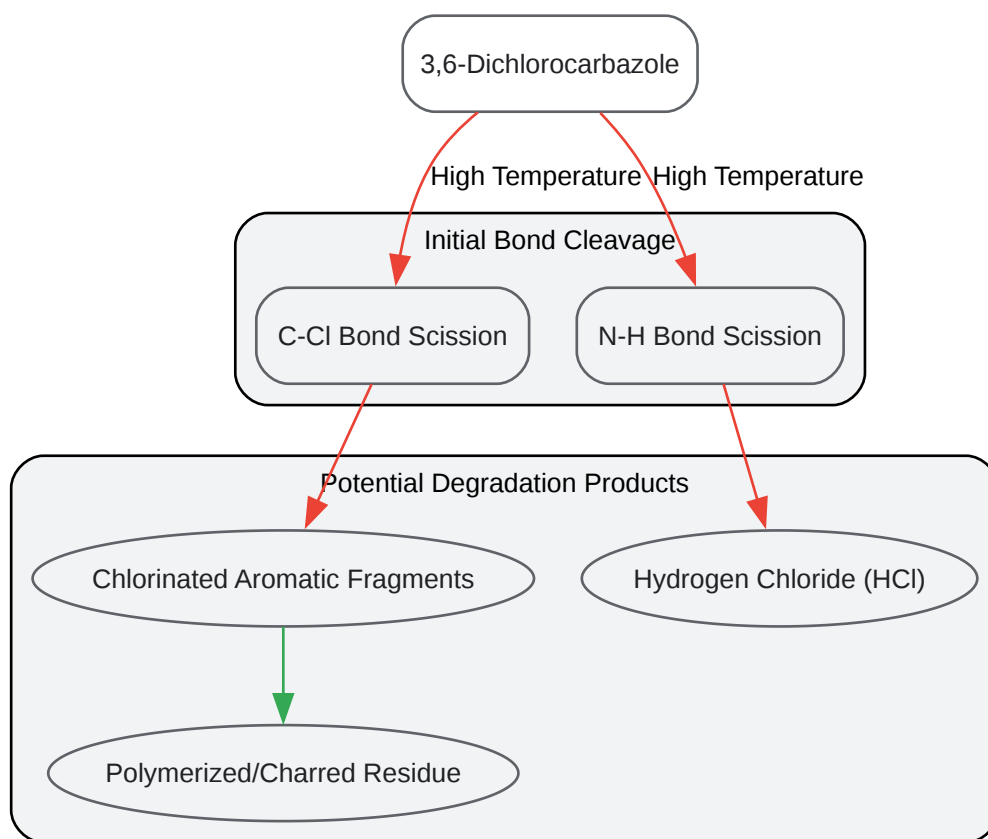 3,6-Dichlorocarbazole
High Temperature
High Temperature
Initial Bond Cleavage
C-Cl Bond Scission
N-H Bond Scission
Potential Degradation Products
Chlorinated Aromatic Fragments
Hydrogen Chloride (HCl)
Polymerized/Charred Residue